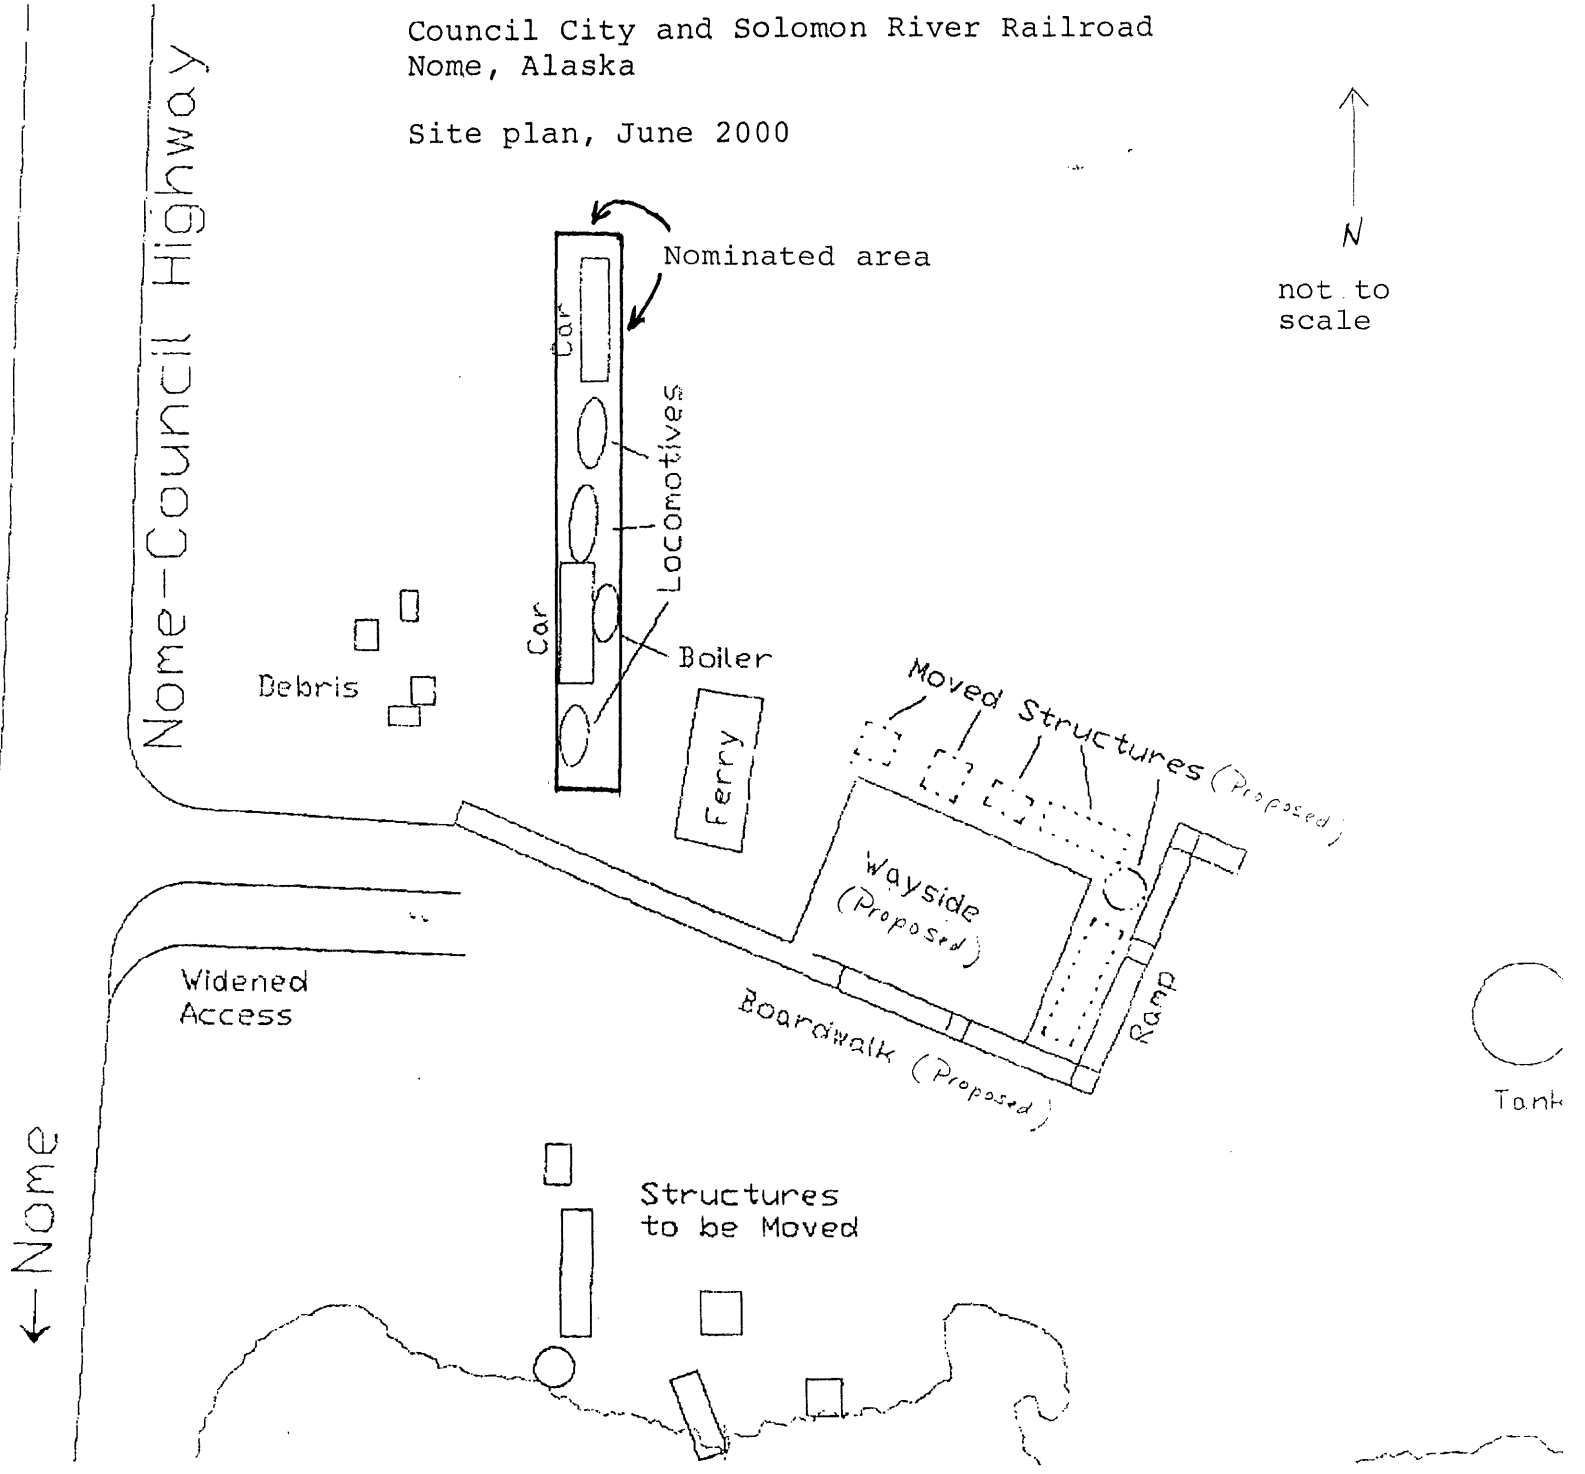 Council City and Solomon River Railroad
Nome, Alaska
Site plan, June 2000
N
not to
scale
Nome-Council Highway
Nominated area
Car
Locomotives
Car
Boiler
Debris
Ferry
Moved Structures (Proposed)
Wayside
(Proposed)
Ramp
Boardwalk (Proposed)
Widened
Access
Tank
← Nome
Structures
to be Moved